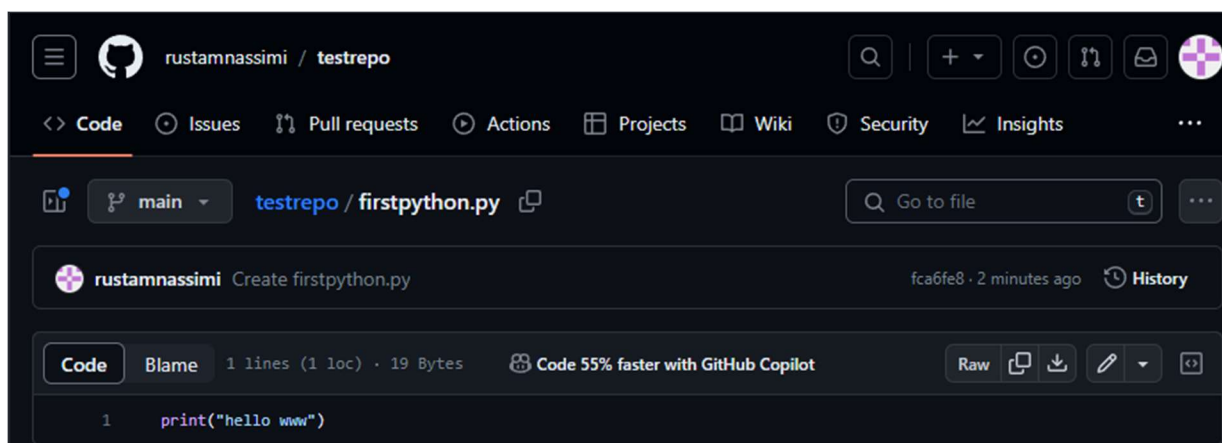 rustamnassimi / testrepo
Code Issues Pull requests Actions Projects Wiki Security Insights
main testrepo / firstpython.py Go to file t
rustamnassimi Create firstpython.py fca6fe8 · 2 minutes ago History
Code Blame 1 lines (1 loc) · 19 Bytes Code 55% faster with GitHub Copilot Raw
1 print("hello www")